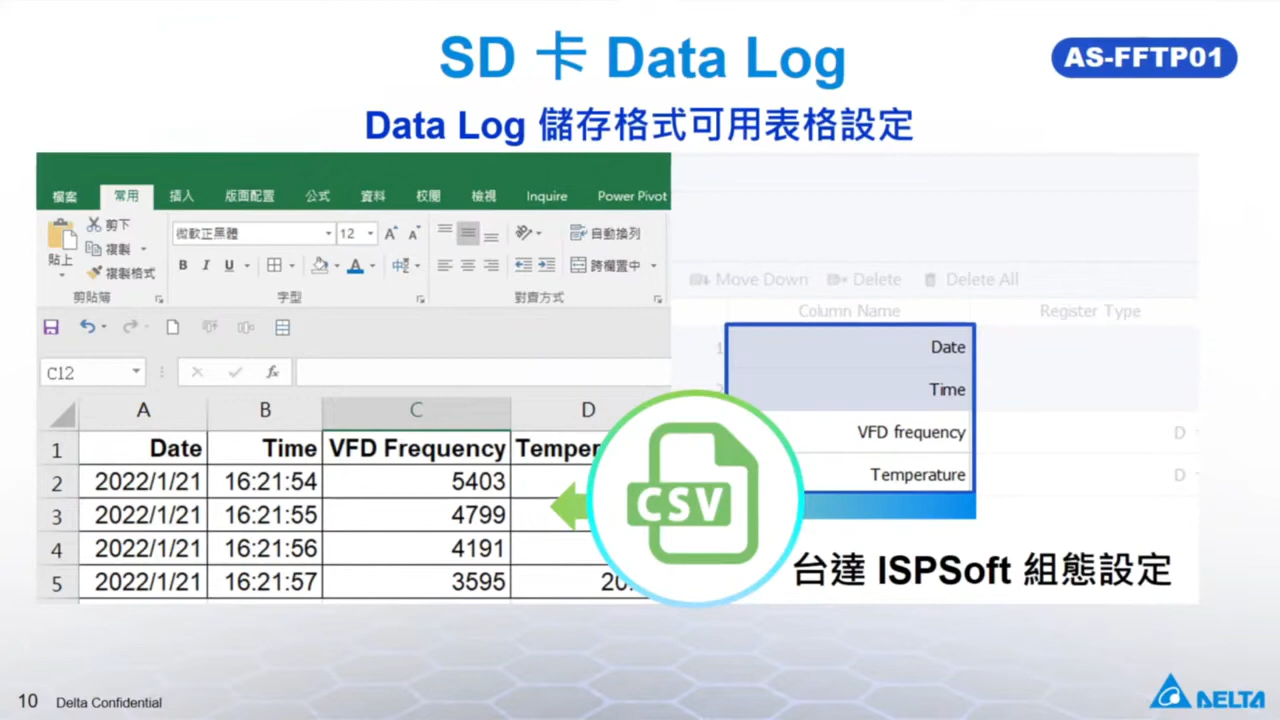 SD 卡 Data Log
AS-FFTP01
Data Log 儲存格式可用表格設定
檔案 常用 插入 版面配置 公式 資料 校閱 檢視 Inquire Power Pivot
貼上 剪下
複製
複製格式
微軟正黑體 12
B I U A
自動換列
跨欄置中
剪貼簿 字型 對齊方式
C12 fx
A B C D
1 Date Time VFD Frequency Temper
2 2022/1/21 16:21:54 5403
3 2022/1/21 16:21:55 4799
4 2022/1/21 16:21:56 4191
5 2022/1/21 16:21:57 3595 20.
CSV
Move Down Delete Delete All
Column Name Register Type
1 Date
Time
VFD frequency D
Temperature D
台達 ISPSoft 組態設定
10 Delta Confidential
DELTA